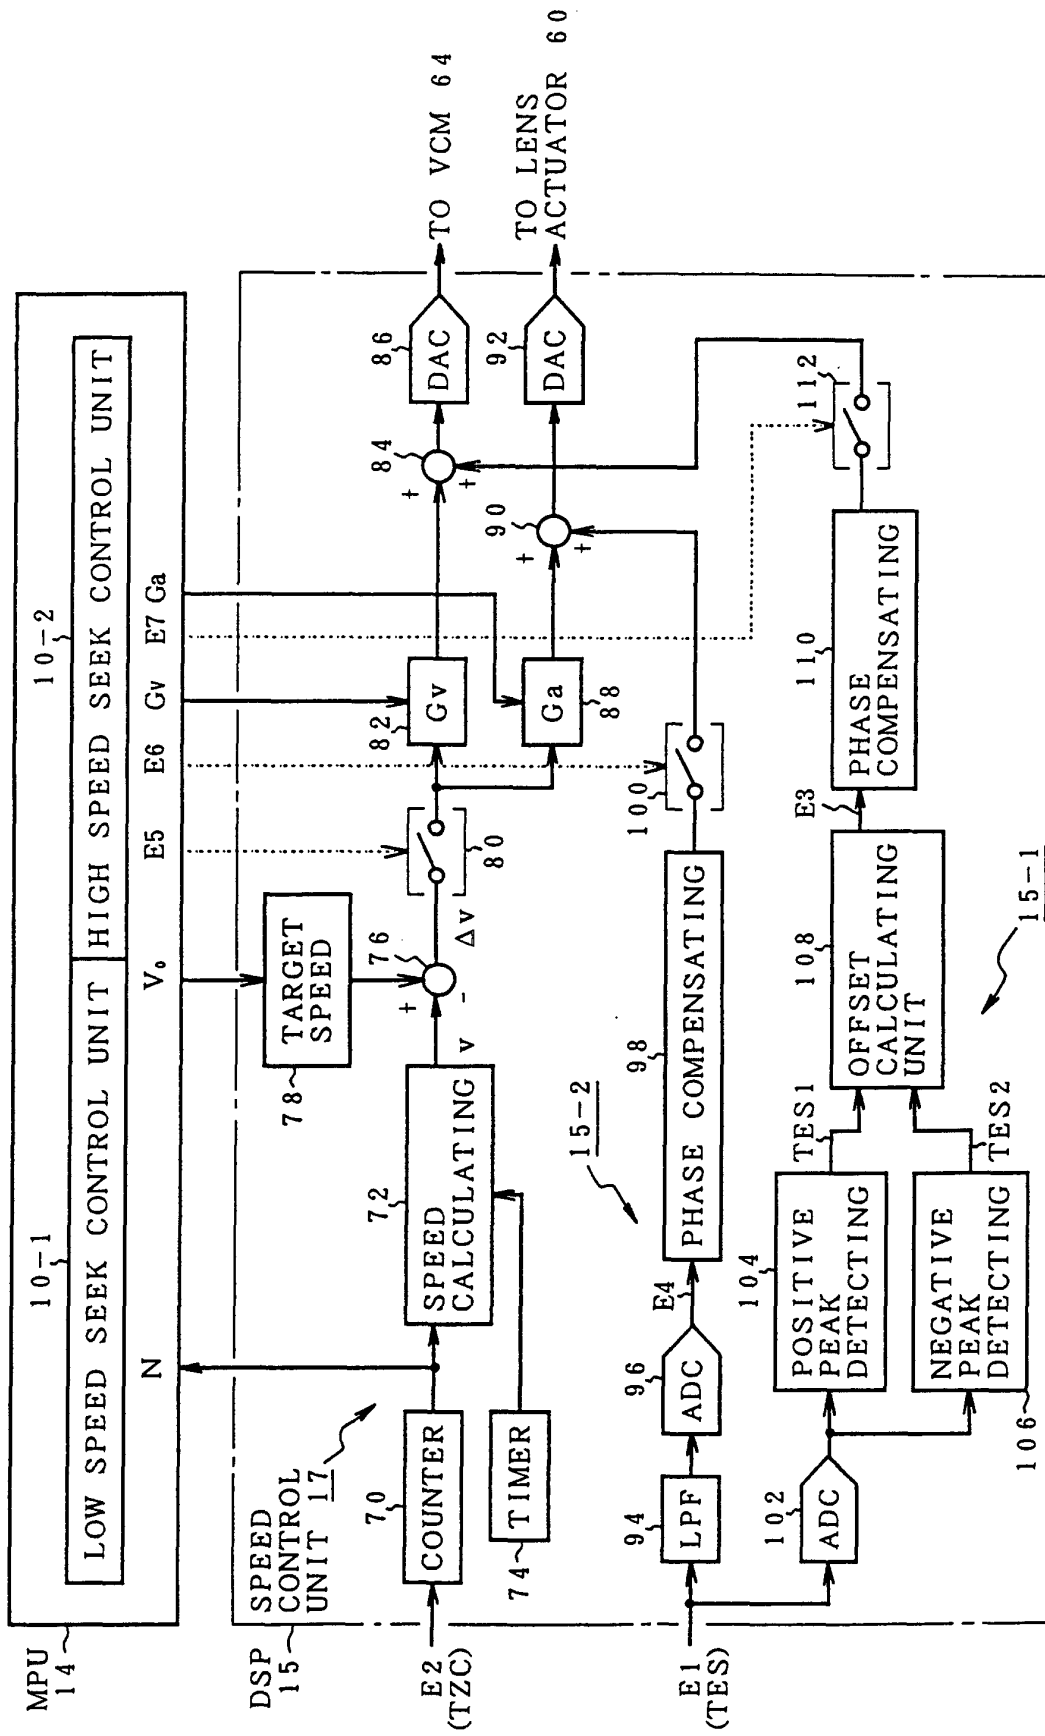 MPU
14
10-1
10-2
LOW SPEED SEEK CONTROL UNIT
HIGH SPEED SEEK CONTROL UNIT
N
V₀
E5
E6
Gv
E7
Ga
DSP
15
SPEED
CONTROL
UNIT 17
TARGET
SPEED
78
E2
(TZC)
70
COUNTER
72
SPEED
CALCULATING
74
TIMER
v
+
-
76
Δv
80
82
Gv
+
+
84
86
DAC
TO VCM 64
Ga
88
+
+
90
92
DAC
TO LENS
ACTUATOR 60
15-2
E1
(TES)
94
LPF
96
ADC
E4
98
PHASE COMPENSATING
100
102
ADC
104
POSITIVE
PEAK
DETECTING
NEGATIVE
PEAK
DETECTING
106
TES1
TES2
108
OFFSET
CALCULATING
UNIT
E3
110
PHASE
COMPENSATING
112
15-1